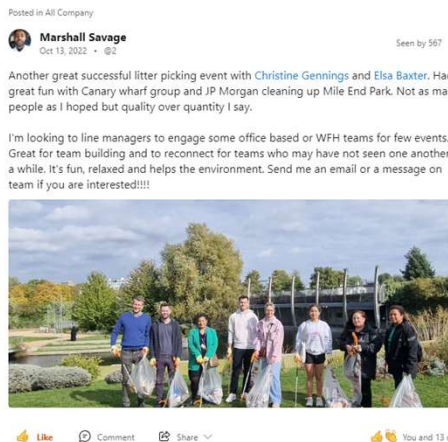 Posted in All Company
Marshall Savage
Oct 13, 2022 • @2
Seen by 567
Another great successful litter picking event with Christine Gennings and Elsa Baxter. Ha
great fun with Canary wharf group and JP Morgan cleaning up Mile End Park. Not as ma
people as I hoped but quality over quantity I say.
I'm looking to line managers to engage some office based or WFH teams for few events.
Great for team building and to reconnect for teams who may have not seen one another
a while. It's fun, relaxed and helps the environment. Send me an email or a message on
team if you are interested!!!!
Like Comment Share You and 13